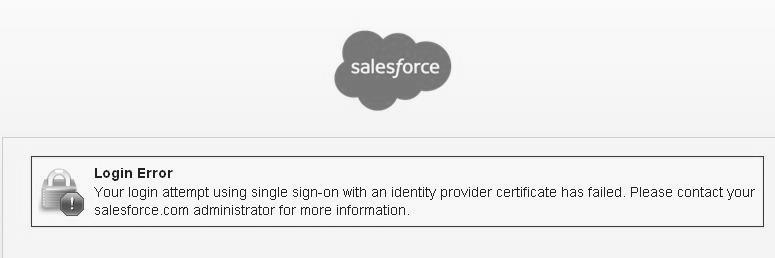 salesforce
Login Error
Your login attempt using single sign-on with an identity provider certificate has failed. Please contact your
salesforce.com administrator for more information.